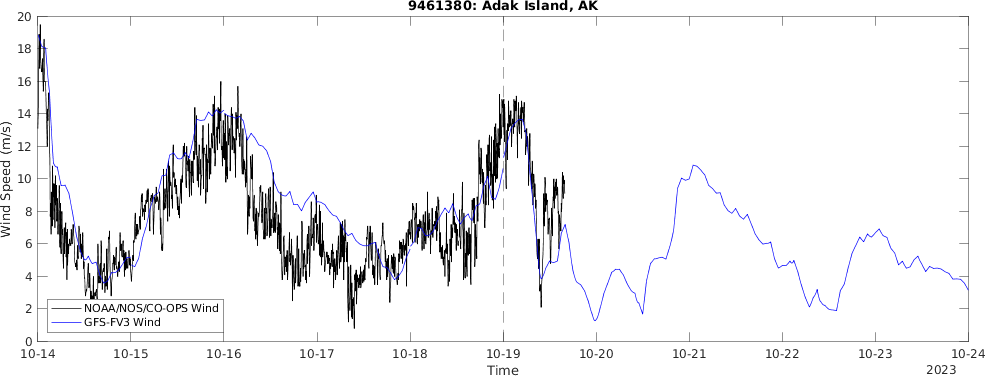 9461380: Adak Island, AK
Wind Speed (m/s)
20
18
16
14
12
10
8
6
4
2
0
NOAA/NOS/CO-OPS Wind
GFS-FV3 Wind
10-14 10-15 10-16 10-17 10-18 10-19 10-20 10-21 10-22 10-23 10-24
Time
2023